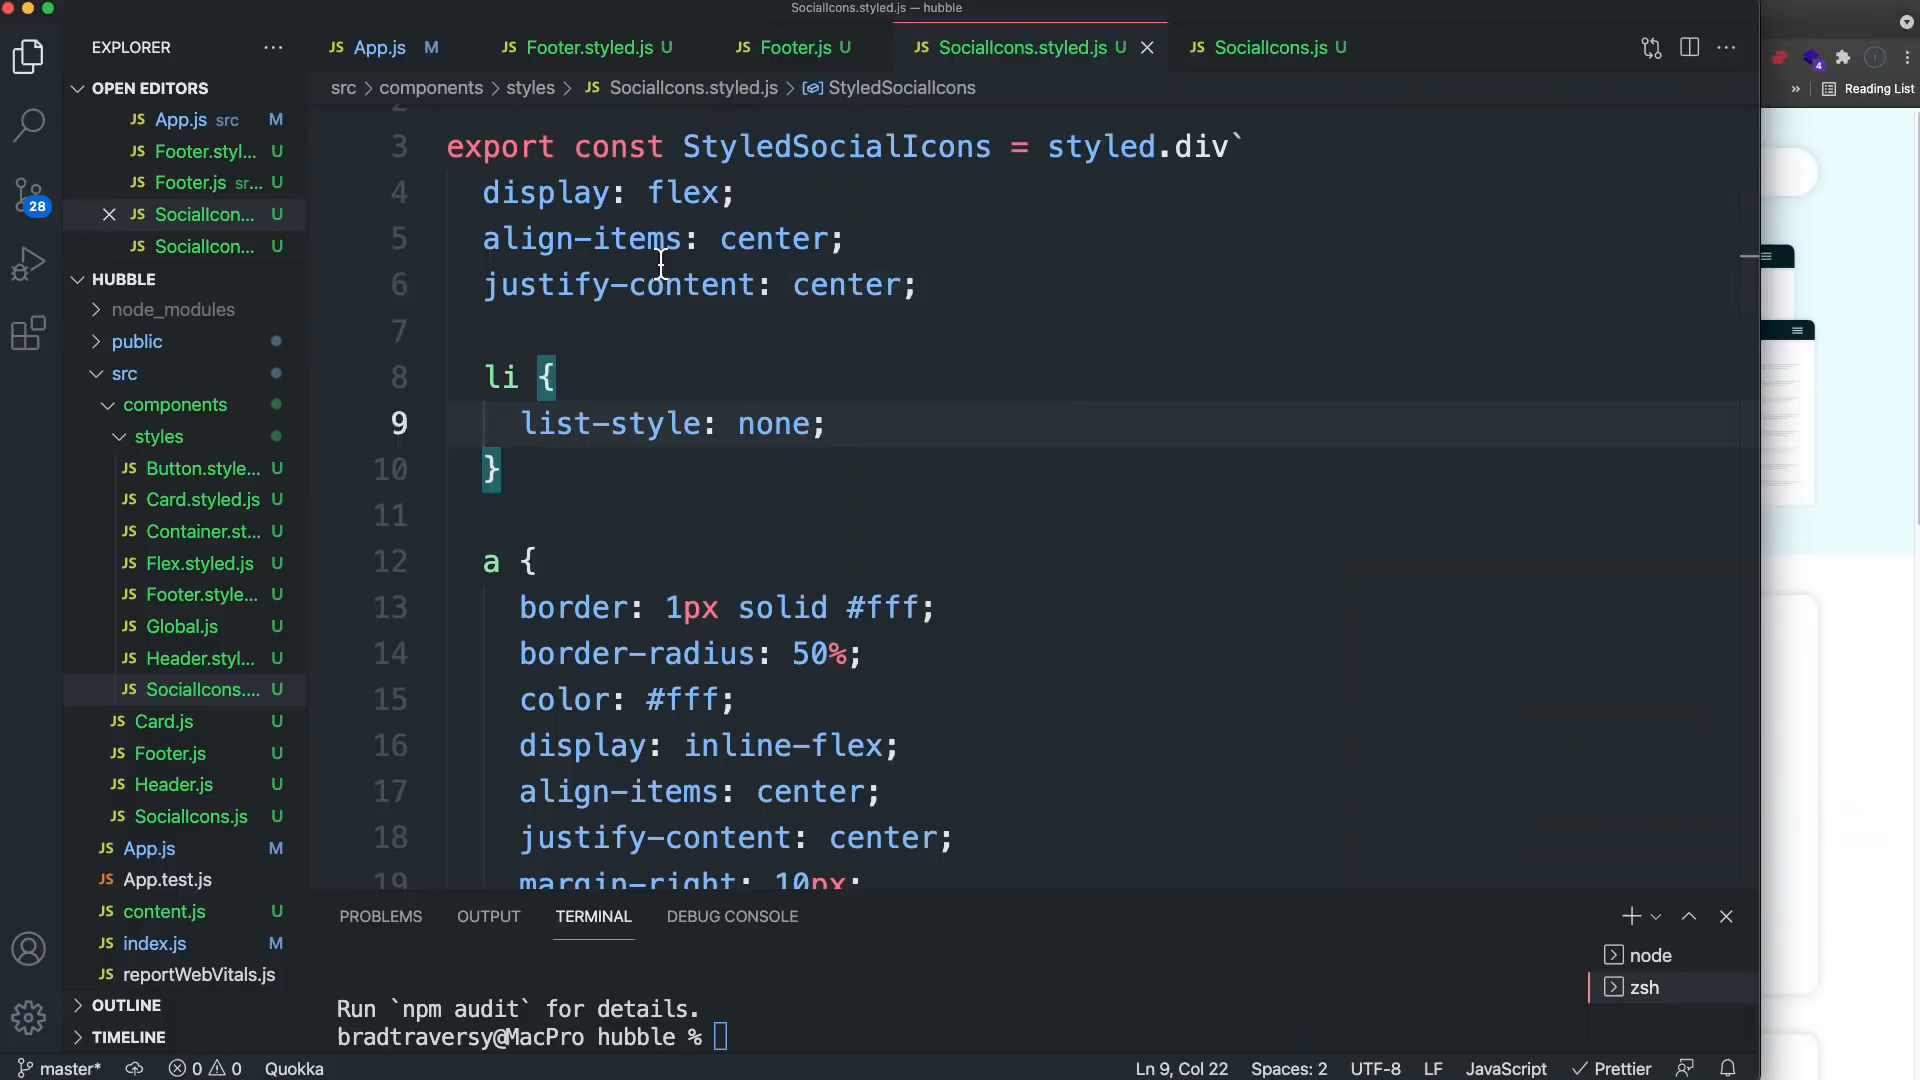 SocialIcons.styled.js — hubble
EXPLORER
JS App.js M
JS Footer.styled.js U
JS Footer.js U
JS SocialIcons.styled.js U
JS SocialIcons.js U
4
» Reading List
src > components > styles > JS SocialIcons.styled.js > StyledSocialIcons
OPEN EDITORS
JS App.js src M
JS Footer.styl... U
JS Footer.js sr... U
JS SocialIcon... U
JS SocialIcon... U
28
HUBBLE
node_modules
public
src
components
styles
JS Button.style... U
JS Card.styled.js U
JS Container.st... U
JS Flex.styled.js U
JS Footer.style... U
JS Global.js U
JS Header.styl... U
JS SocialIcons.... U
JS Card.js U
JS Footer.js U
JS Header.js U
JS SocialIcons.js U
JS App.js M
JS App.test.js
JS content.js U
JS index.js M
JS reportWebVitals.js
OUTLINE
TIMELINE
2
3 export const StyledSocialIcons = styled.div`
4 display: flex;
5 align-items: center;
6 justify-content: center;
7
8 li {
9 list-style: none;
10 }
11
12 a {
13 border: 1px solid #fff;
14 border-radius: 50%;
15 color: #fff;
16 display: inline-flex;
17 align-items: center;
18 justify-content: center;
19 margin-right: 10px;
PROBLEMS OUTPUT TERMINAL DEBUG CONSOLE
node
zsh
Run `npm audit` for details.
bradtraversy@MacPro hubble %
master* 0 0 Quokka
Ln 9, Col 22 Spaces: 2 UTF-8 LF JavaScript Prettier